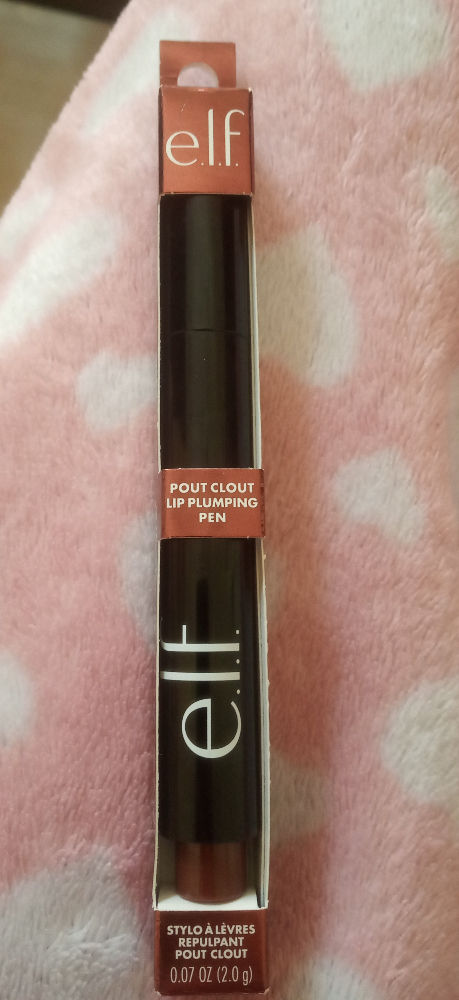 e.l.f.
POUT CLOUT
LIP PLUMPING
PEN
e.l.f.
STYLO À LÈVRES
REPULPANT
POUT CLOUT
0.07 OZ (2.0 g)